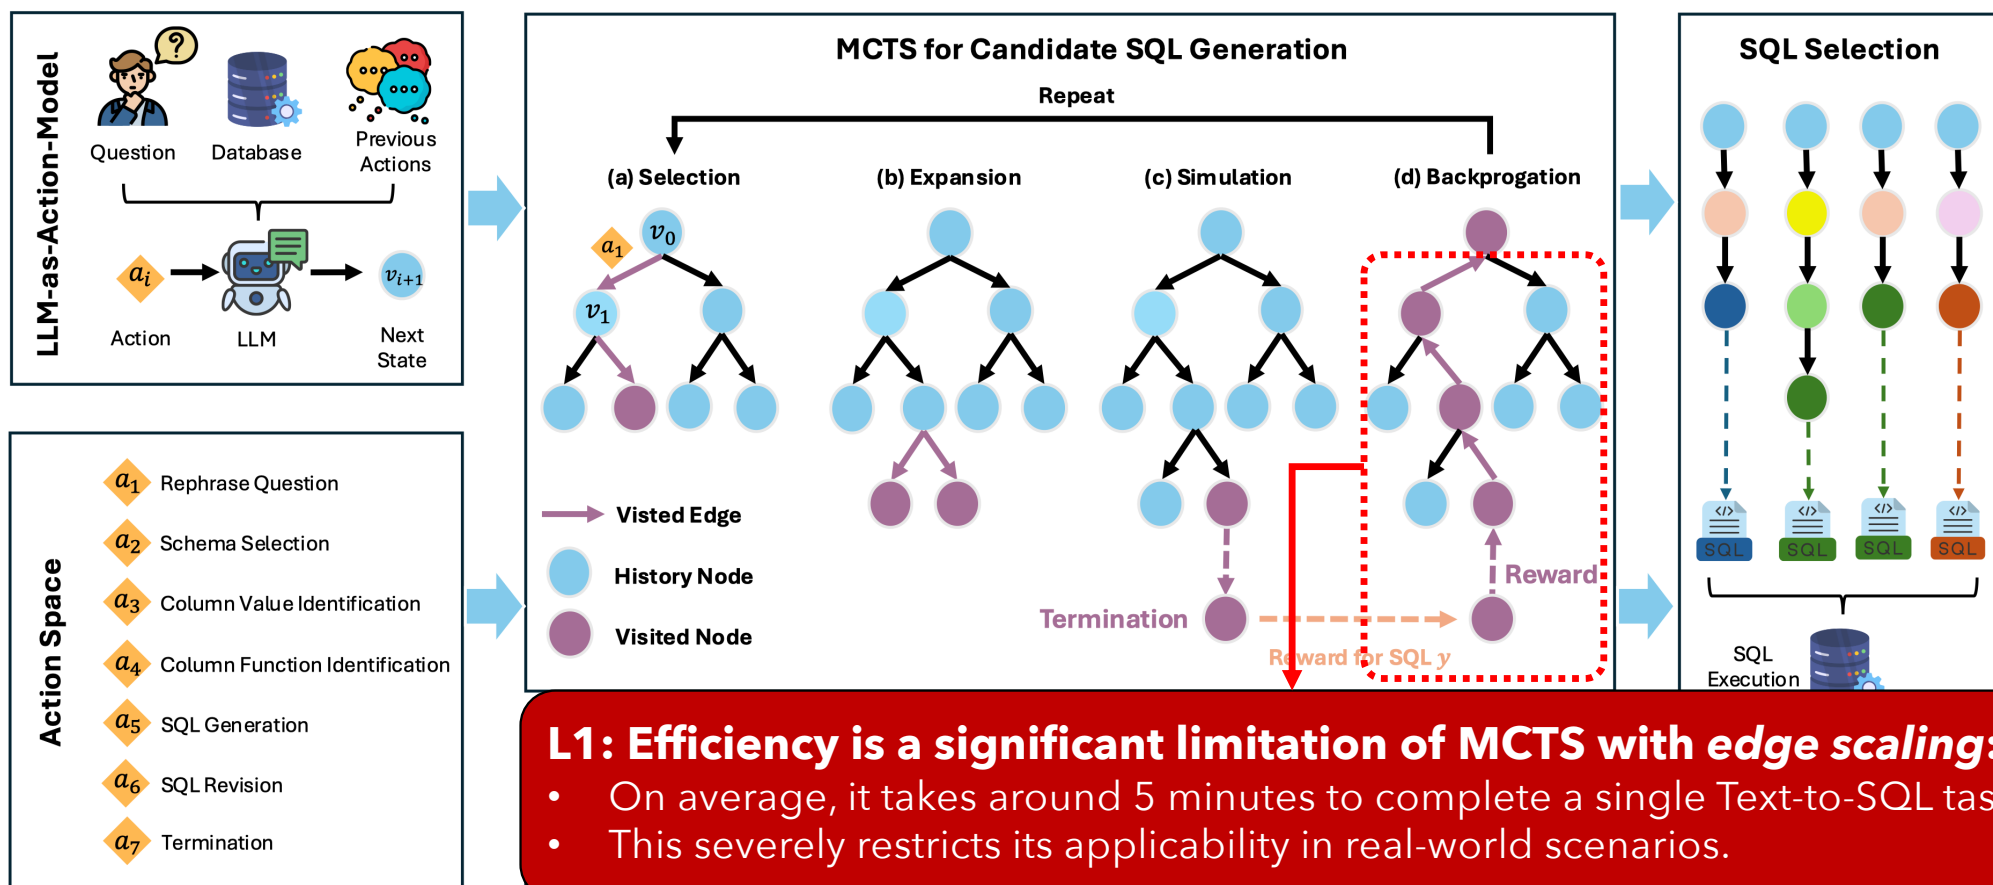 LLM-as-Action-Model
?
Question
Database
Previous
Actions
a_i
v_{i+1}
Action
LLM
Next
State
Action Space
a_1 Rephrase Question
a_2 Schema Selection
a_3 Column Value Identification
a_4 Column Function Identification
a_5 SQL Generation
a_6 SQL Revision
a_7 Termination
MCTS for Candidate SQL Generation
Repeat
(a) Selection
(b) Expansion
(c) Simulation
(d) Backprogation
a_1
v_0
v_1
Visted Edge
History Node
Visited Node
Termination
Reward
Reward for SQL y
SQL Selection
</>
</>
</>
</>
SQL
SQL
SQL
SQL
SQL
Execution
L1: Efficiency is a significant limitation of MCTS with edge scaling:
• On average, it takes around 5 minutes to complete a single Text-to-SQL tas
• This severely restricts its applicability in real-world scenarios.